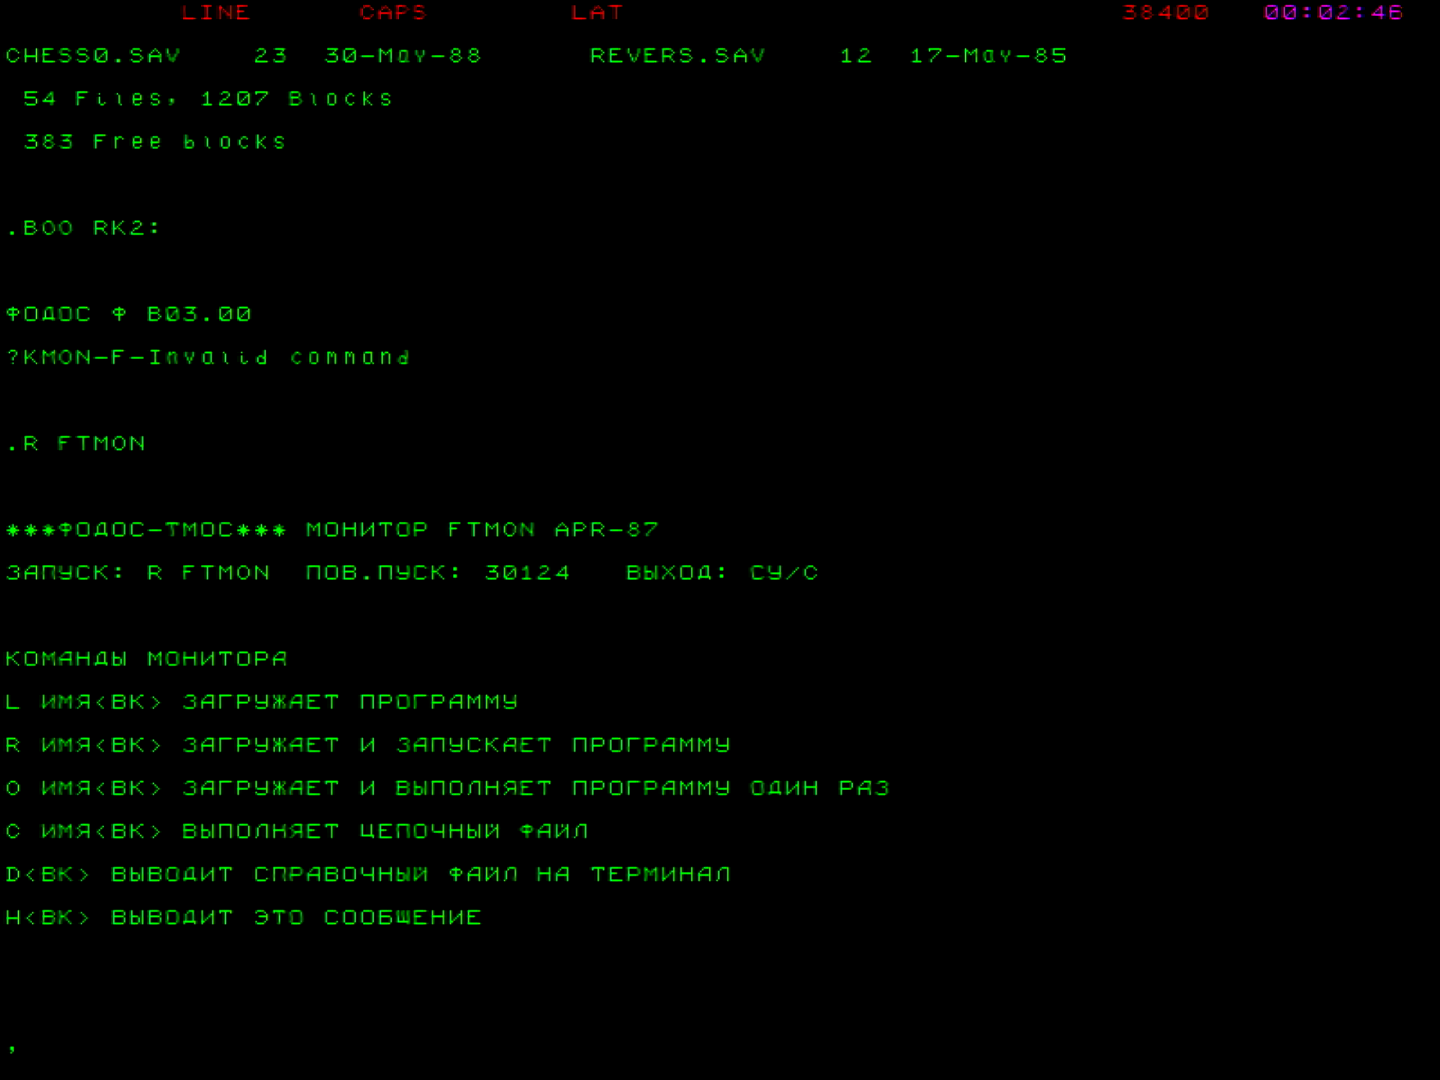 LINE CAPS LAT 38400 00:02:46
CHESS0.SAV 23 30-May-88 REVERS.SAV 12 17-May-85
54 Files, 1207 Blocks
383 Free blocks
.BOO RK2:
ФОДОС Ф В03.00
?KMON-F-Invalid command
.R FTMON
***ФОДОС-ТМОС*** МОНИТОР FTMON APR-87
ЗАПУСК: R FTMON ПОВ.ПУСК: 30124 ВЫХОД: СУ/С
КОМАНДЫ МОНИТОРА
L ИМЯ<ВК> ЗАГРУЖАЕТ ПРОГРАММУ
R ИМЯ<ВК> ЗАГРУЖАЕТ И ЗАПУСКАЕТ ПРОГРАММУ
O ИМЯ<ВК> ЗАГРУЖАЕТ И ВЫПОЛНЯЕТ ПРОГРАММУ ОДИН РАЗ
C ИМЯ<ВК> ВЫПОЛНЯЕТ ЦЕПОЧНЫЙ ФАЙЛ
D<ВК> ВЫВОДИТ СПРАВОЧНЫЙ ФАЙЛ НА ТЕРМИНАЛ
H<ВК> ВЫВОДИТ ЭТО СООБШЕНИЕ
,